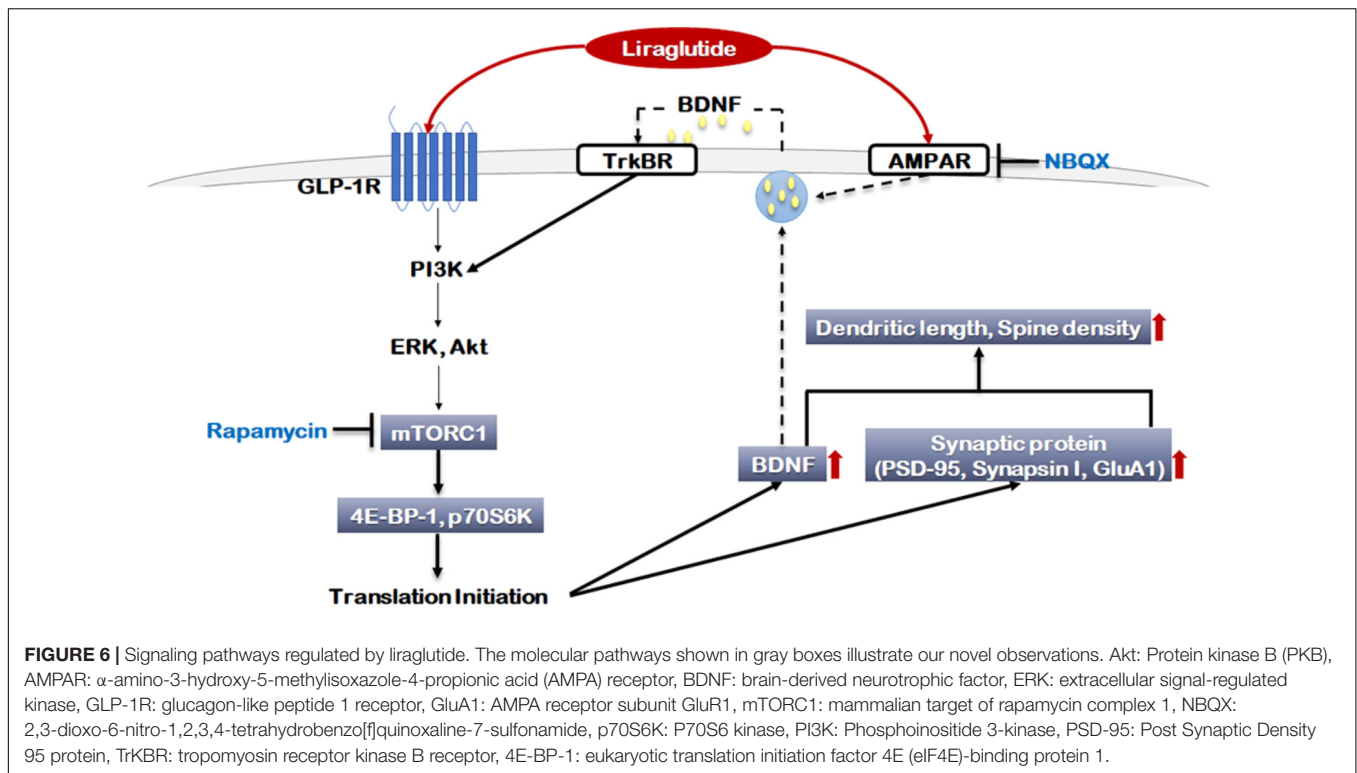 Liraglutide
BDNF
TrkBR
AMPAR
NBQX
GLP-1R
PI3K
ERK, Akt
Dendritic length, Spine density
Rapamycin
mTORC1
BDNF
Synaptic protein
(PSD-95, Synapsin I, GluA1)
4E-BP-1, p70S6K
Translation Initiation
FIGURE 6 | Signaling pathways regulated by liraglutide. The molecular pathways shown in gray boxes illustrate our novel observations. Akt: Protein kinase B (PKB),
AMPAR: α-amino-3-hydroxy-5-methylisoxazole-4-propionic acid (AMPA) receptor, BDNF: brain-derived neurotrophic factor, ERK: extracellular signal-regulated
kinase, GLP-1R: glucagon-like peptide 1 receptor, GluA1: AMPA receptor subunit GluR1, mTORC1: mammalian target of rapamycin complex 1, NBQX:
2,3-dioxo-6-nitro-1,2,3,4-tetrahydrobenzo[f]quinoxaline-7-sulfonamide, p70S6K: P70S6 kinase, PI3K: Phosphoinositide 3-kinase, PSD-95: Post Synaptic Density
95 protein, TrKBR: tropomyosin receptor kinase B receptor, 4E-BP-1: eukaryotic translation initiation factor 4E (eIF4E)-binding protein 1.